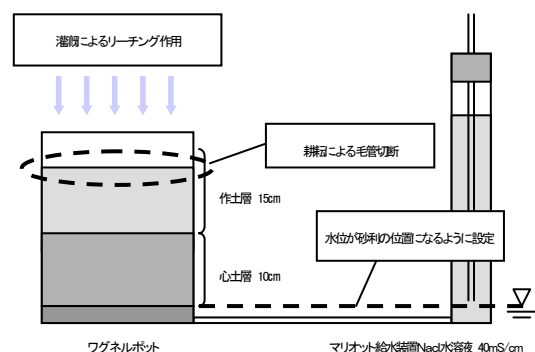 灌漑によるリーチング作用
耕耘による毛管切断
作土層 15cm
水位が砂利の位置になるように設定
心土層 10cm
ワグネルポット
マリオット給水装置Nacl水溶液 40mS/cm